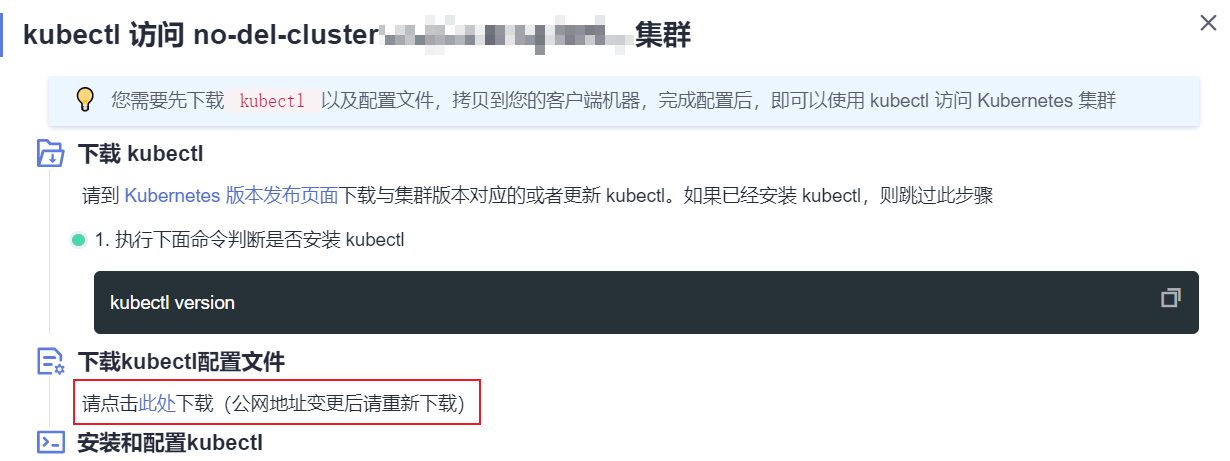 kubectl 访问 no-del-cluster 集群
您需要先下载 kubectl 以及配置文件，拷贝到您的客户端机器，完成配置后，即可以使用 kubectl 访问 Kubernetes 集群
下载 kubectl
请到 Kubernetes 版本发布页面下载与集群版本对应的或者更新 kubectl。如果已经安装 kubectl，则跳过此步骤
1. 执行下面命令判断是否安装 kubectl
kubectl version
下载kubectl配置文件
请点击此处下载（公网地址变更后请重新下载）
安装和配置kubectl